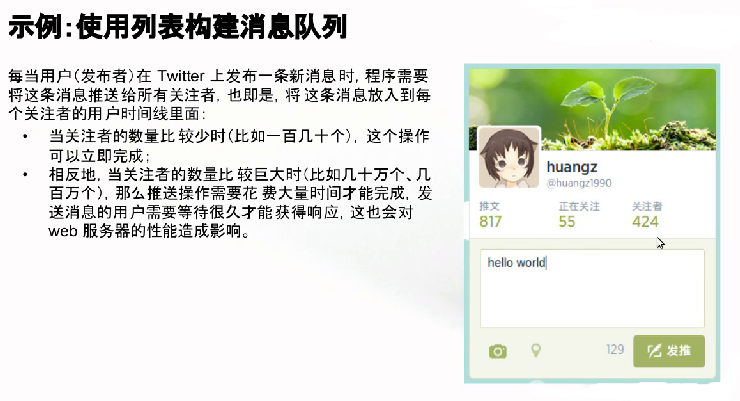 示例：使用列表构建消息队列
每当用户（发布者）在 Twitter 上发布一条新消息时，程序需要
将这条消息推送给所有关注者，也即是，将这条消息放入到每
个关注者的用户时间线里面：
• 当关注者的数量比较少时（比如一百几十个），这个操作
可以立即完成；
• 相反地，当关注者的数量比较巨大时（比如几十万个、几
百万个），那么推送操作需要花费大量时间才能完成，发
送消息的用户需要等待很久才能获得响应，这也会对
web 服务器的性能造成影响。
huangz
@huangz1990
推文 正在关注 关注者
817 55 424
hello world
129 发推